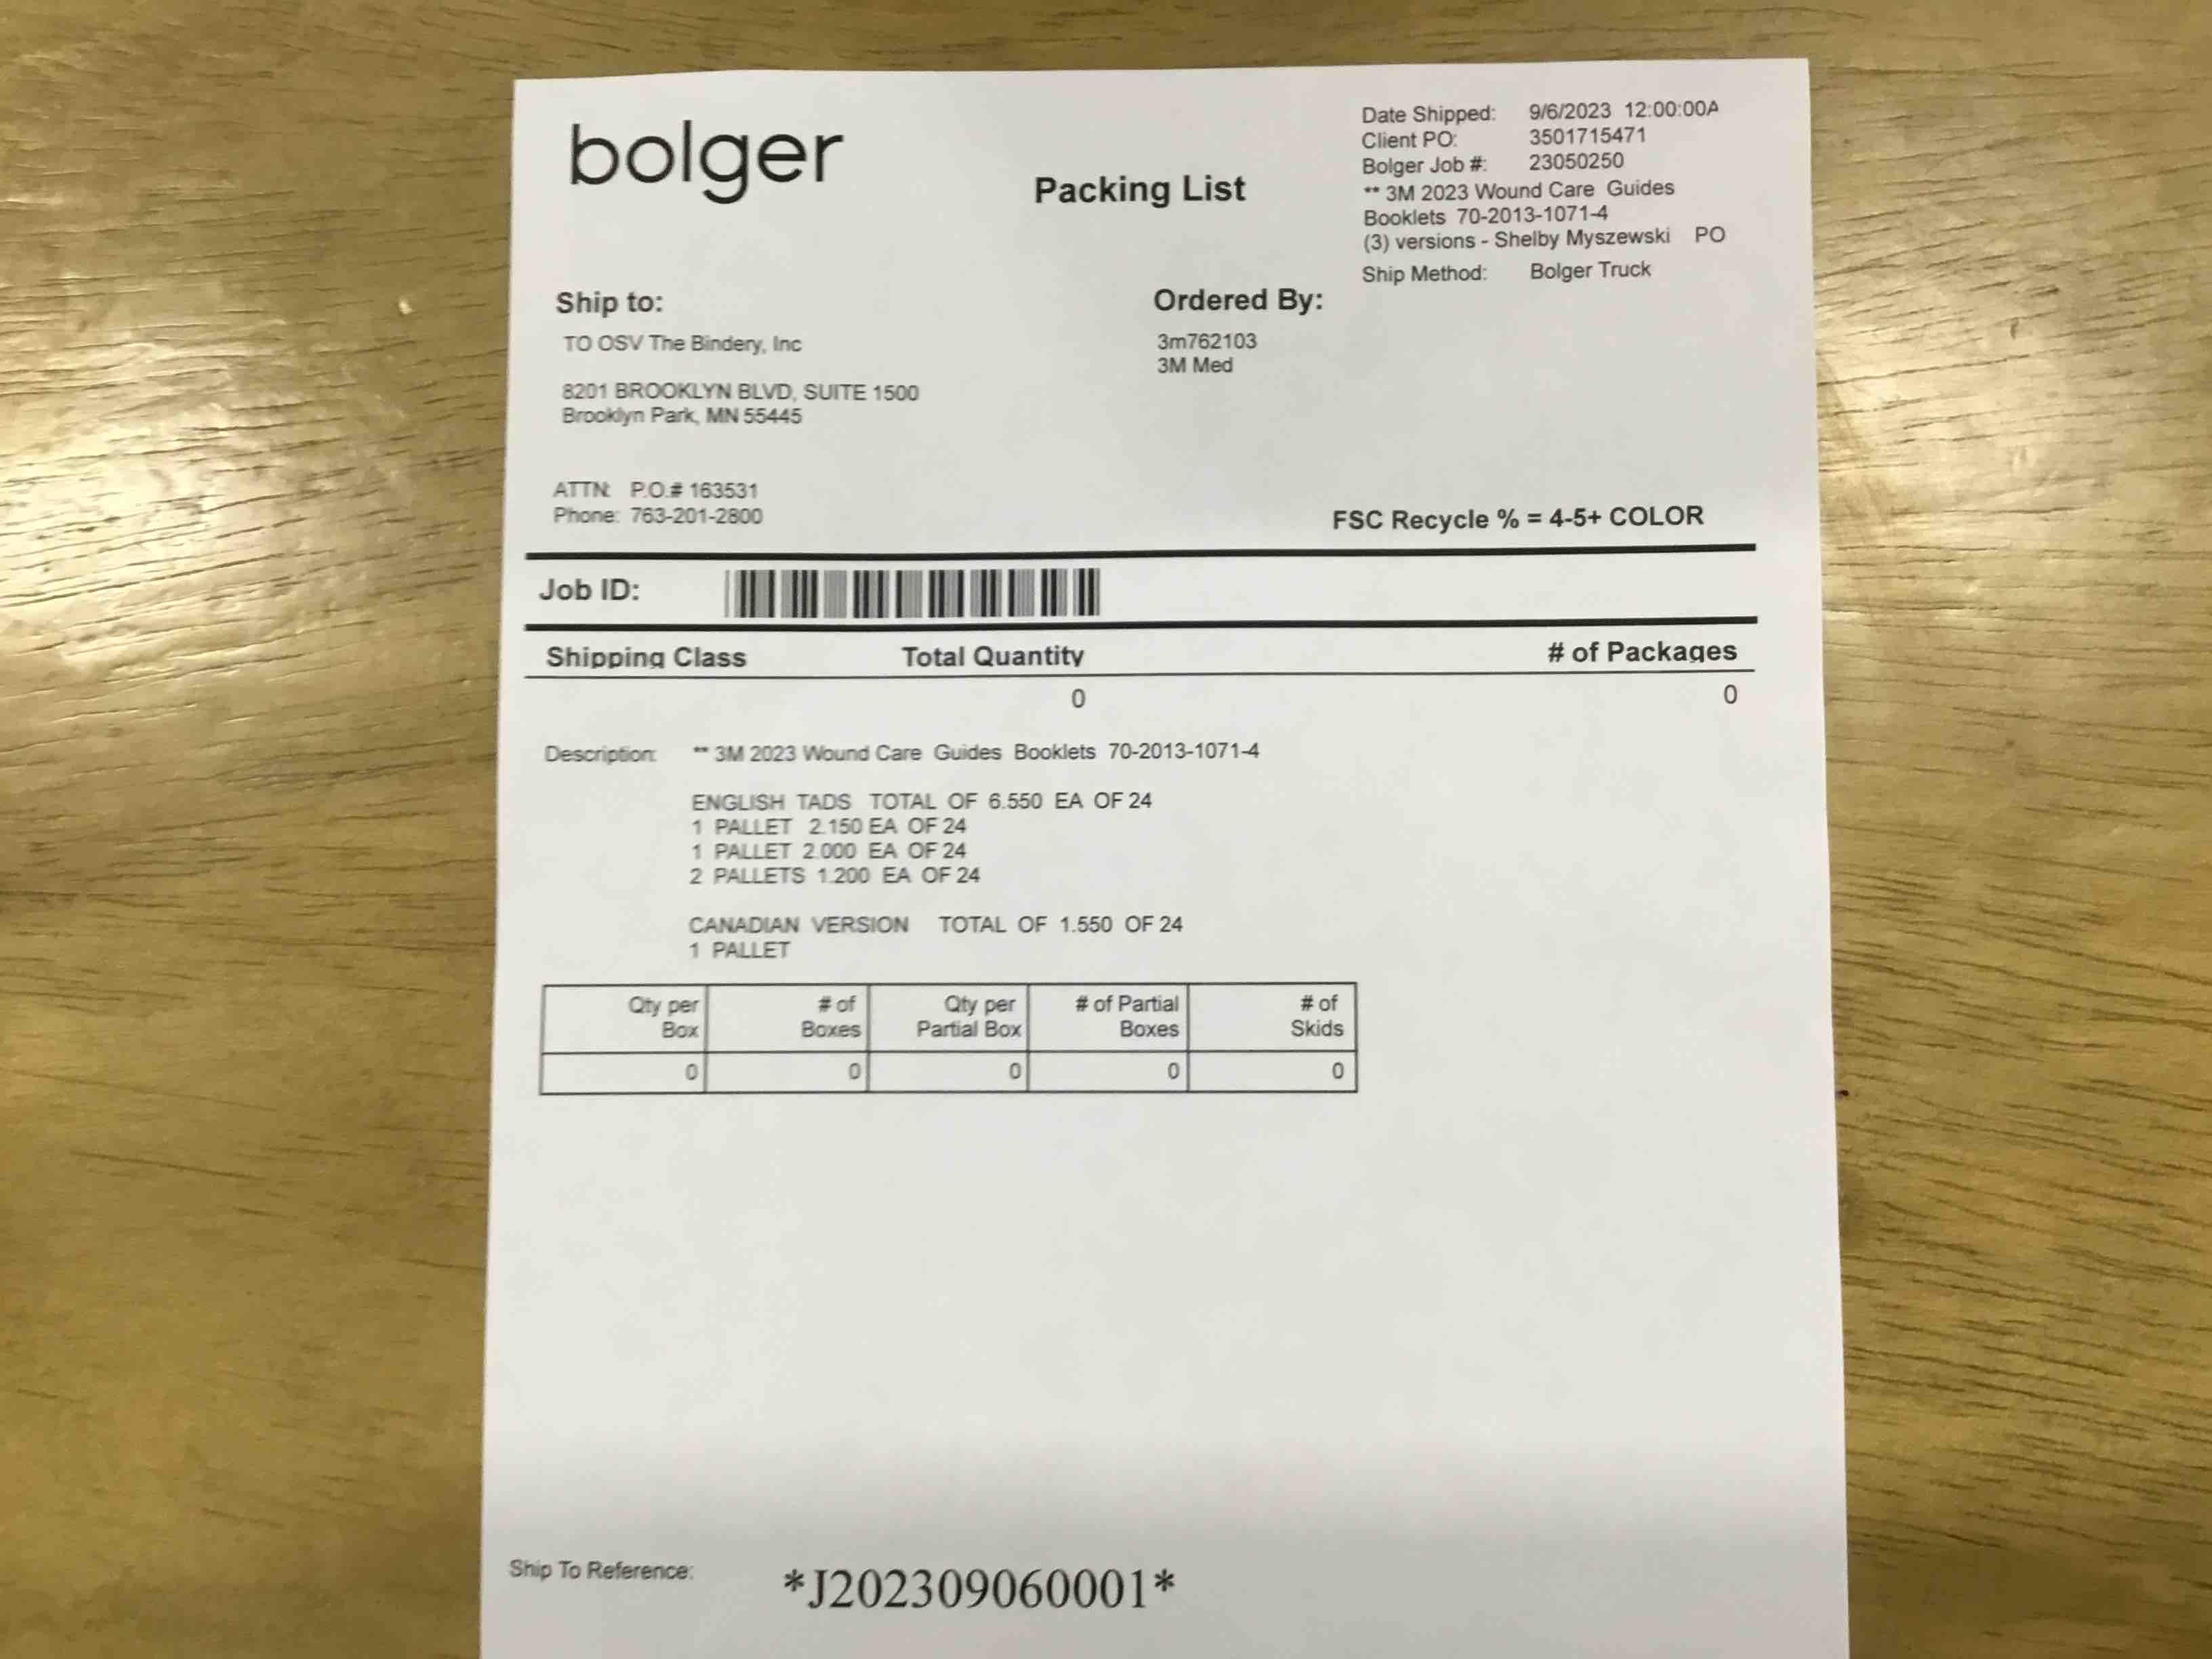 bolger
Packing List
Date Shipped: 9/6/2023 12:00:00A
Client PO: 3501715471
Bolger Job #: 23050250
** 3M 2023 Wound Care Guides
Booklets 70-2013-1071-4
(3) versions - Shelby Myszewski PO
Ship Method: Bolger Truck
Ship to:
TO OSV The Bindery, Inc
8201 BROOKLYN BLVD, SUITE 1500
Brooklyn Park, MN 55445
Ordered By:
3m762103
3M Med
ATTN: P.O.# 163531
Phone: 763-201-2800
FSC Recycle % = 4-5+ COLOR
Job ID:
Shipping Class Total Quantity # of Packages
0 0
Description: ** 3M 2023 Wound Care Guides Booklets 70-2013-1071-4
ENGLISH TADS TOTAL OF 6.550 EA OF 24
1 PALLET 2.150 EA OF 24
1 PALLET 2.000 EA OF 24
2 PALLETS 1.200 EA OF 24
CANADIAN VERSION TOTAL OF 1.550 OF 24
1 PALLET
Qty per # of Qty per # of Partial # of
Box Boxes Partial Box Boxes Skids
0 0 0 0 0
Ship To Reference: *J202309060001*